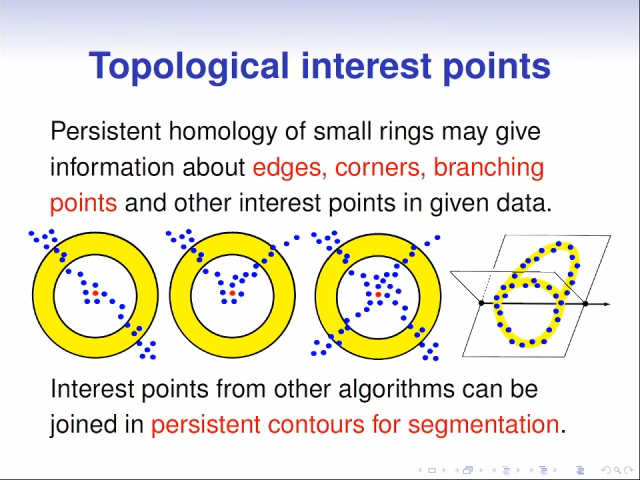 Topological interest points
Persistent homology of small rings may give
information about edges, corners, branching
points and other interest points in given data.
Interest points from other algorithms can be
joined in persistent contours for segmentation.